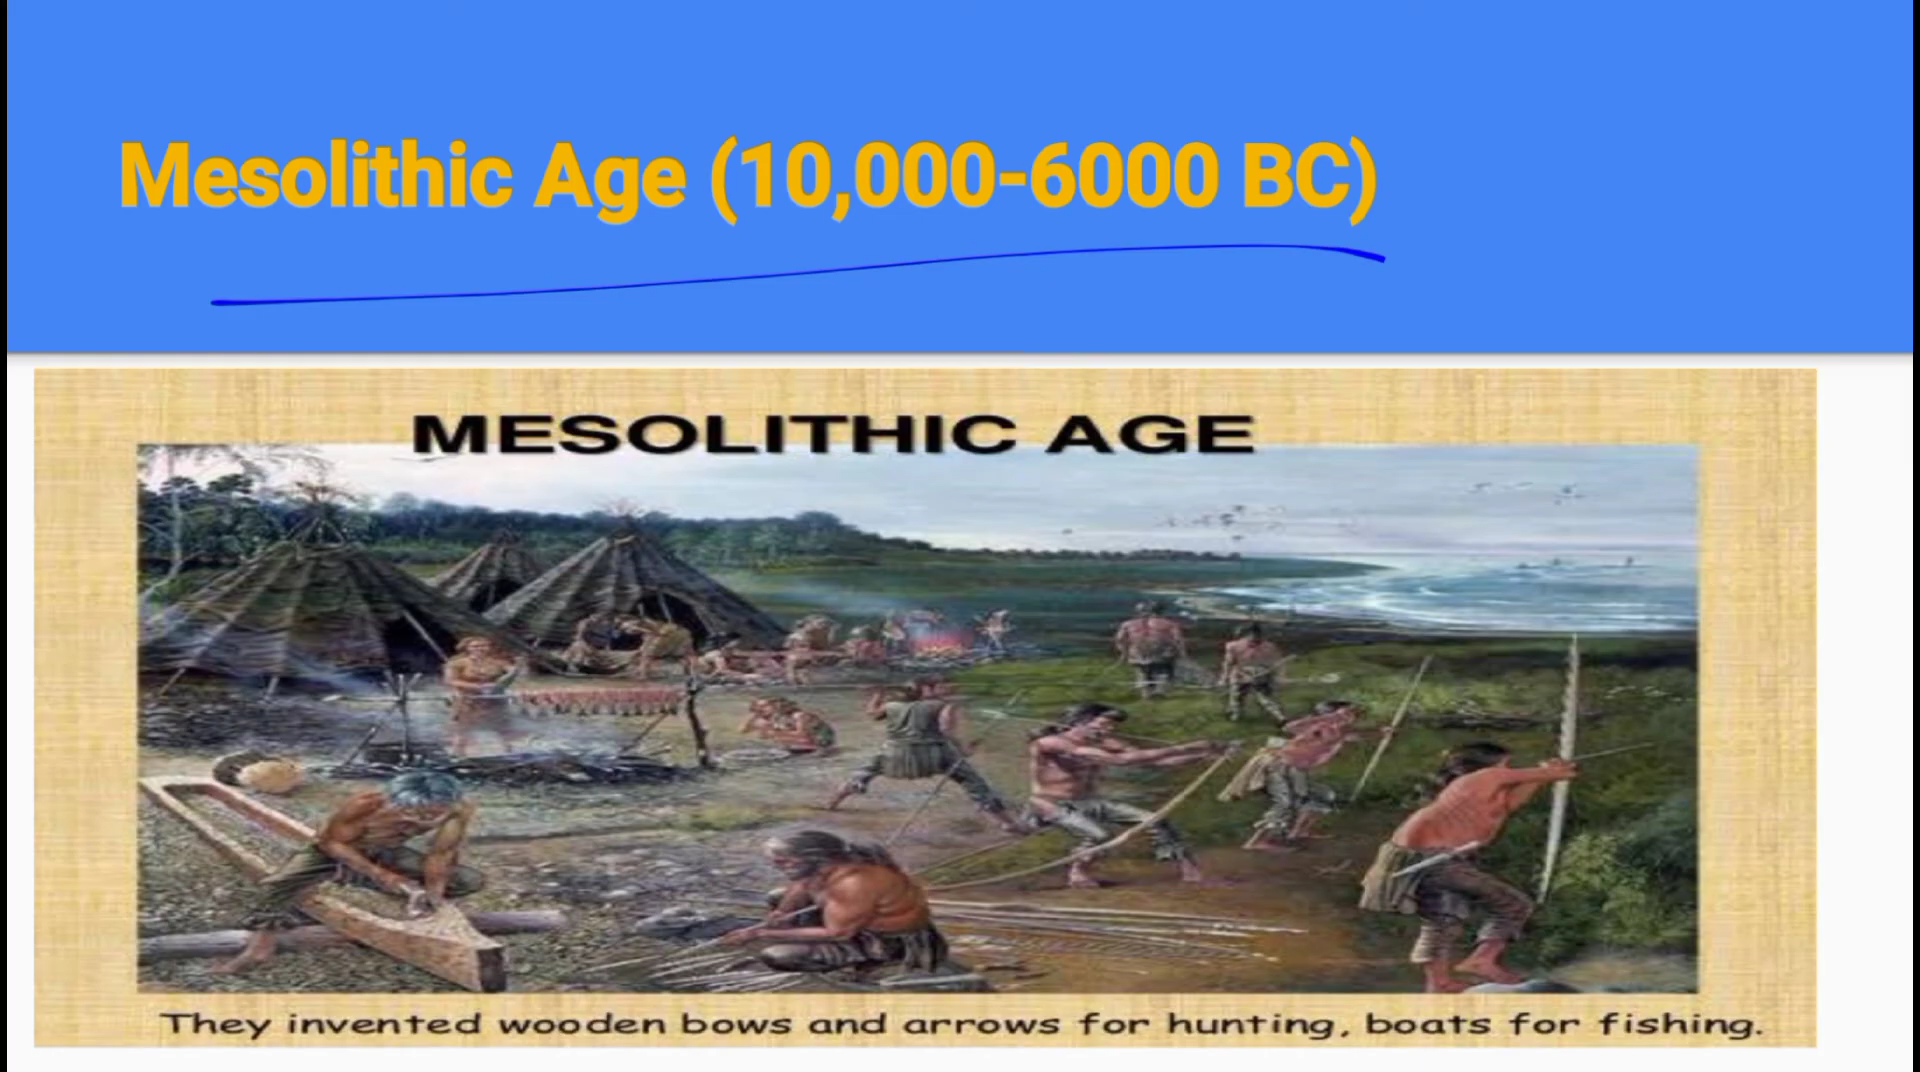 Mesolithic Age (10,000-6000 BC)
MESOLITHIC AGE
They invented wooden bows and arrows for hunting, boats for fishing.